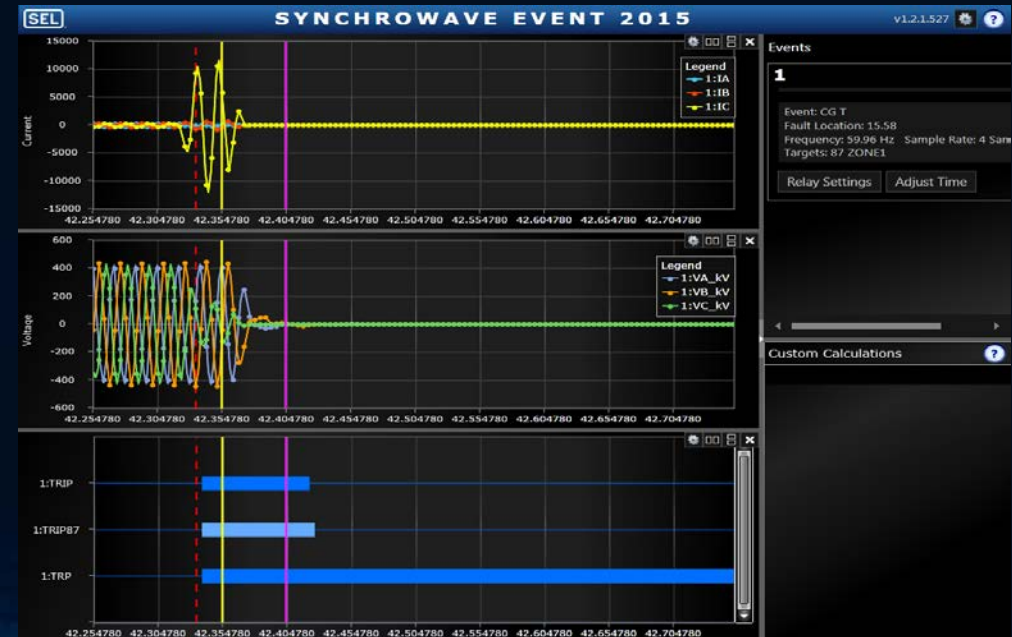 SEL SYNCHROWAVE EVENT 2015 v1.2.1.527 ?
15000
10000
5000
0
-5000
-10000
-15000
Current
Legend
1:IA
1:IB
1:IC
42.254780 42.304780 42.354780 42.404780 42.454780 42.504780 42.554780 42.604780 42.654780 42.704780
600
400
200
0
-200
-400
-600
Voltage
Legend
1:VA_kV
1:VB_kV
1:VC_kV
42.254780 42.304780 42.354780 42.404780 42.454780 42.504780 42.554780 42.604780 42.654780 42.704780
1:TRIP
1:TRIP87
1:TRP
42.254780 42.304780 42.354780 42.404780 42.454780 42.504780 42.554780 42.604780 42.654780 42.704780
Events
1
Event: CG T
Fault Location: 15.58
Frequency: 59.96 Hz Sample Rate: 4 Sam
Targets: 87 ZONE1
Relay Settings Adjust Time
Custom Calculations ?